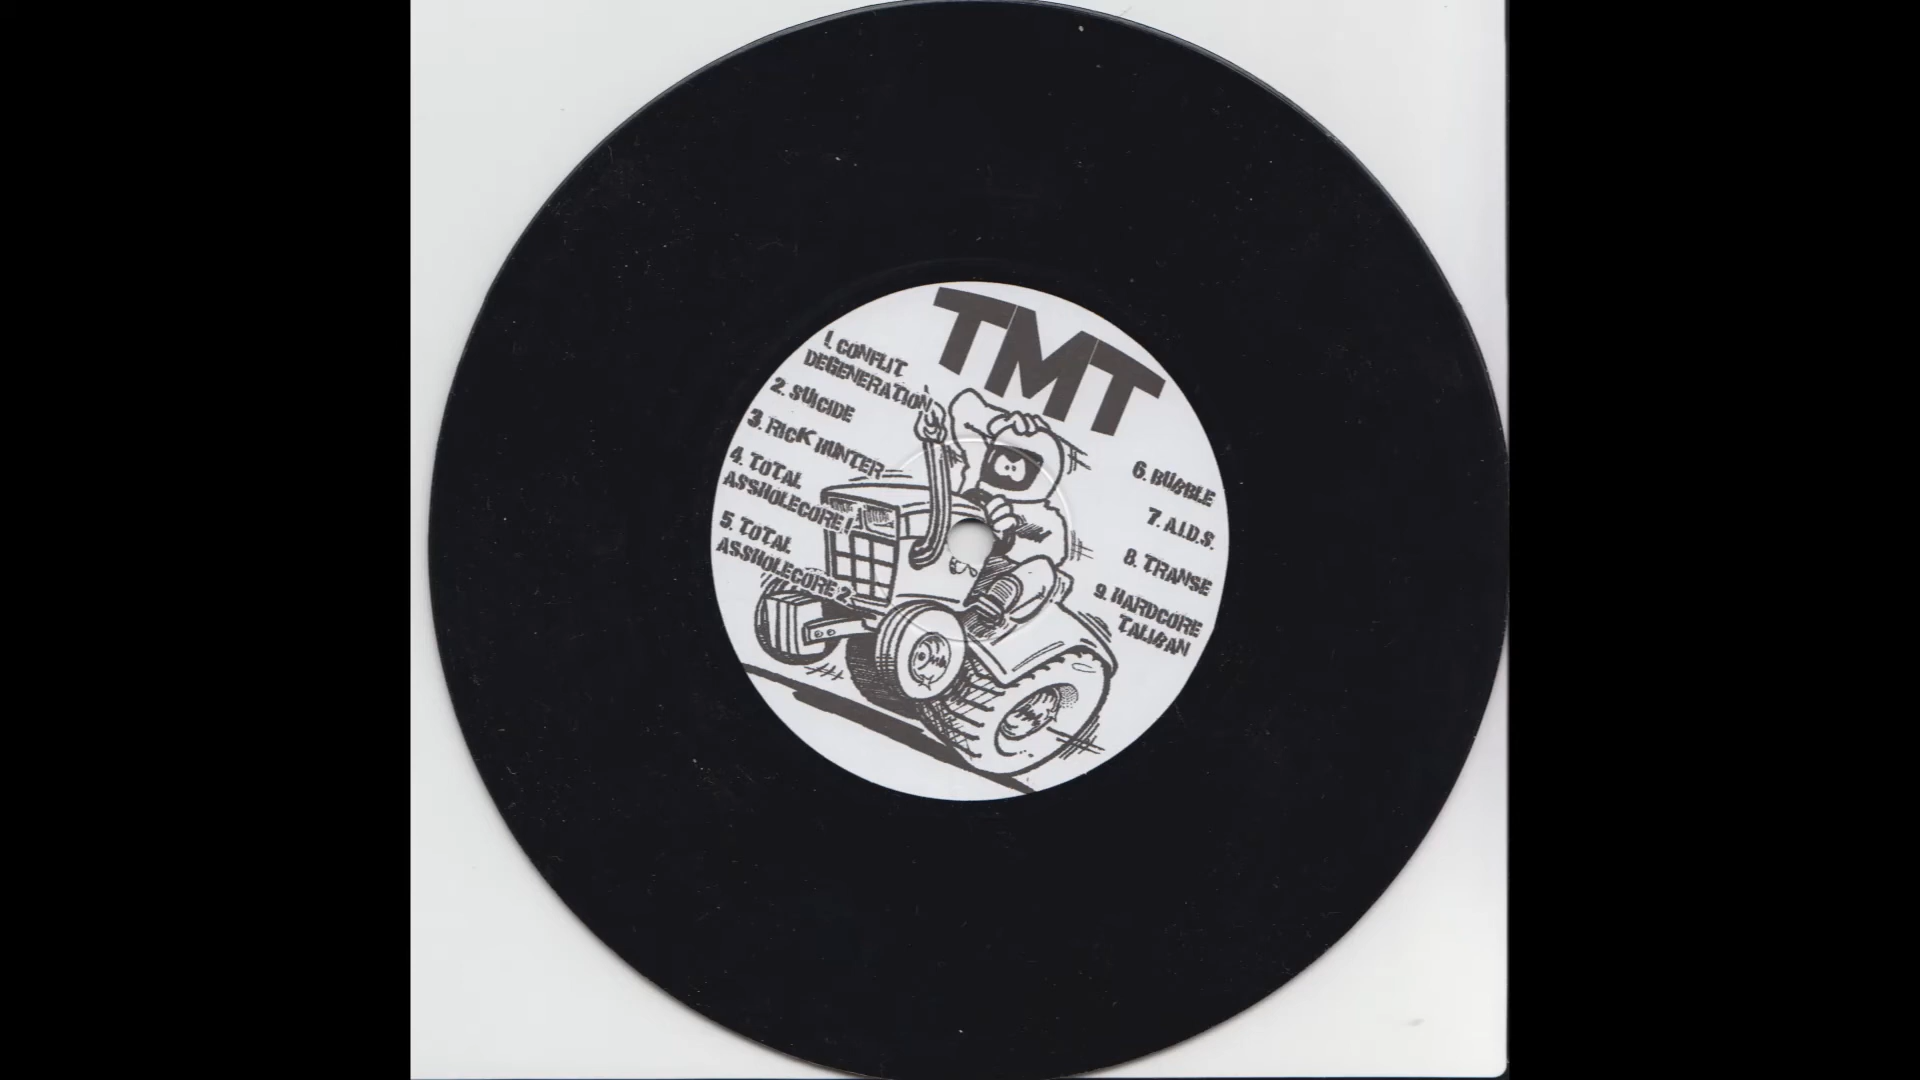 TMT
1. CONFLIT
DEGENERATION
2. SUICIDE
3. RICK HUNTER
4. TOTAL
ASSHOLECORE!
5. TOTAL
ASSHOLECORE 2
6. BUBBLE
7. A.I.D.S.
8. TRANSE
9. HARDCORE
TALIBAN